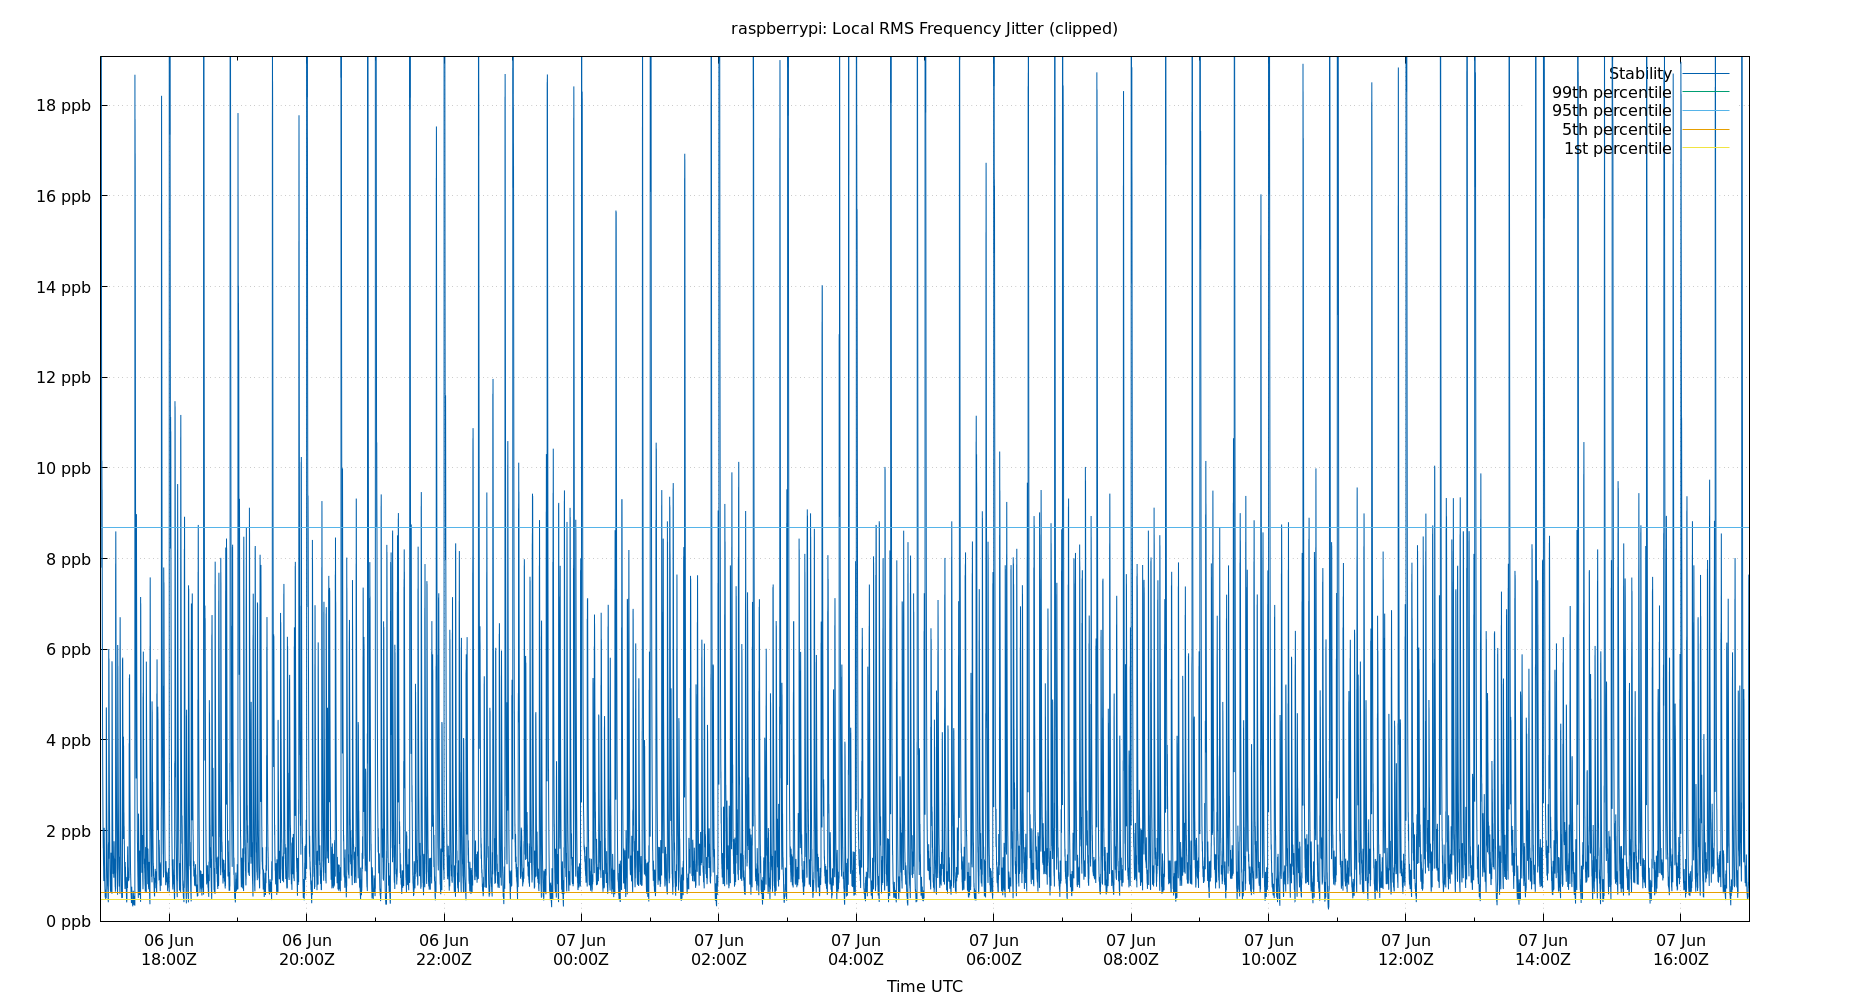 raspberrypi: Local RMS Frequency Jitter (clipped)
Stability
99th percentile
95th percentile
5th percentile
1st percentile
18 ppb
16 ppb
14 ppb
12 ppb
10 ppb
8 ppb
6 ppb
4 ppb
2 ppb
0 ppb
06 Jun 06 Jun 06 Jun 07 Jun 07 Jun 07 Jun 07 Jun 07 Jun 07 Jun 07 Jun 07 Jun 07 Jun
18:00Z 20:00Z 22:00Z 00:00Z 02:00Z 04:00Z 06:00Z 08:00Z 10:00Z 12:00Z 14:00Z 16:00Z
Time UTC